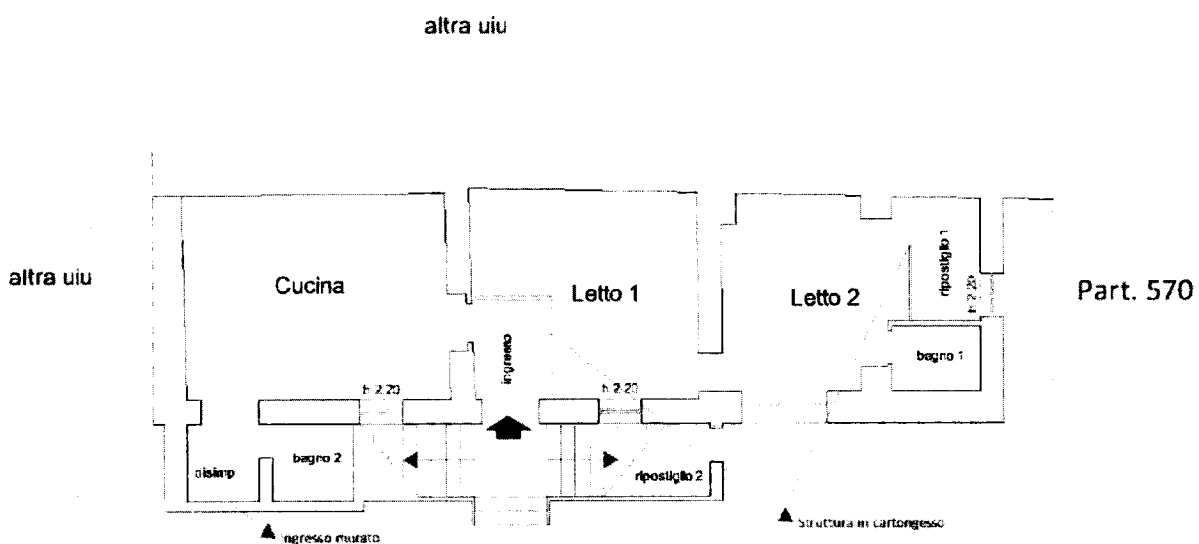 altra uiu
altra uiu
Cucina
Letto 1
Letto 2
ripostiglio 1
h 2.20
Part. 570
ingresso
bagno 1
h 2.20
h 2.20
disimp
bagno 2
ripostiglio 2
Ingresso murato
Struttura in cartongesso